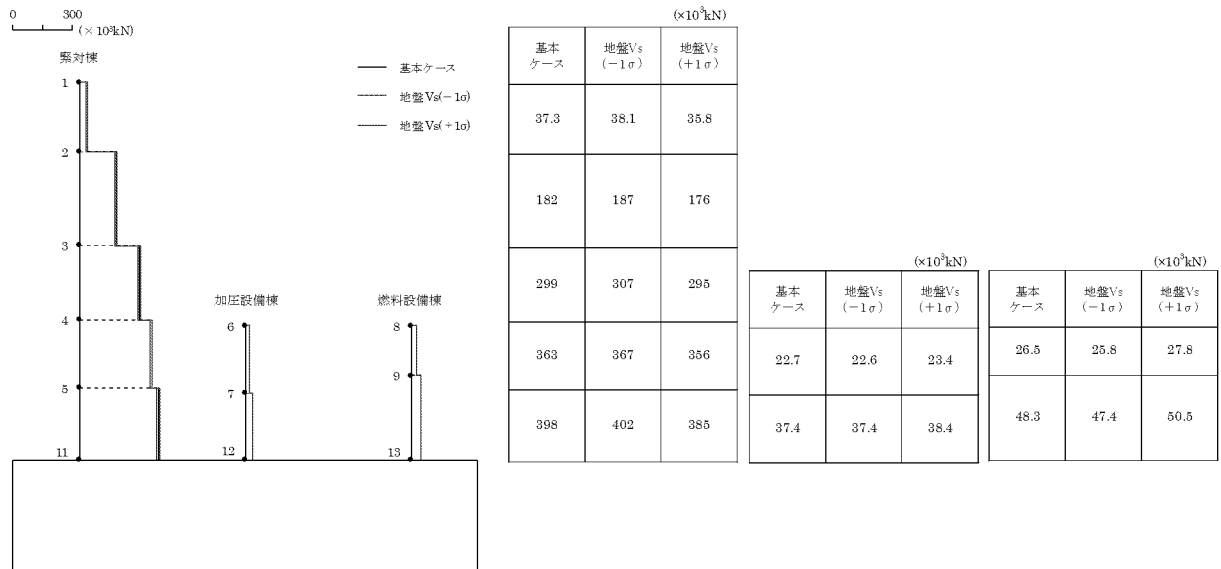 0 300
(×10³kN)
緊対棟
1
2
3
4
5
11
基本ケース
地盤Vs(−1σ)
地盤Vs(+1σ)
加圧設備棟
6
7
12
燃料設備棟
8
9
13
(×10³kN)
基本 地盤Vs 地盤Vs
ケース (−1σ) (+1σ)
37.3 38.1 35.8
182 187 176
299 307 295
363 367 356
398 402 385
(×10³kN)
基本 地盤Vs 地盤Vs
ケース (−1σ) (+1σ)
22.7 22.6 23.4
37.4 37.4 38.4
(×10³kN)
基本 地盤Vs 地盤Vs
ケース (−1σ) (+1σ)
26.5 25.8 27.8
48.3 47.4 50.5